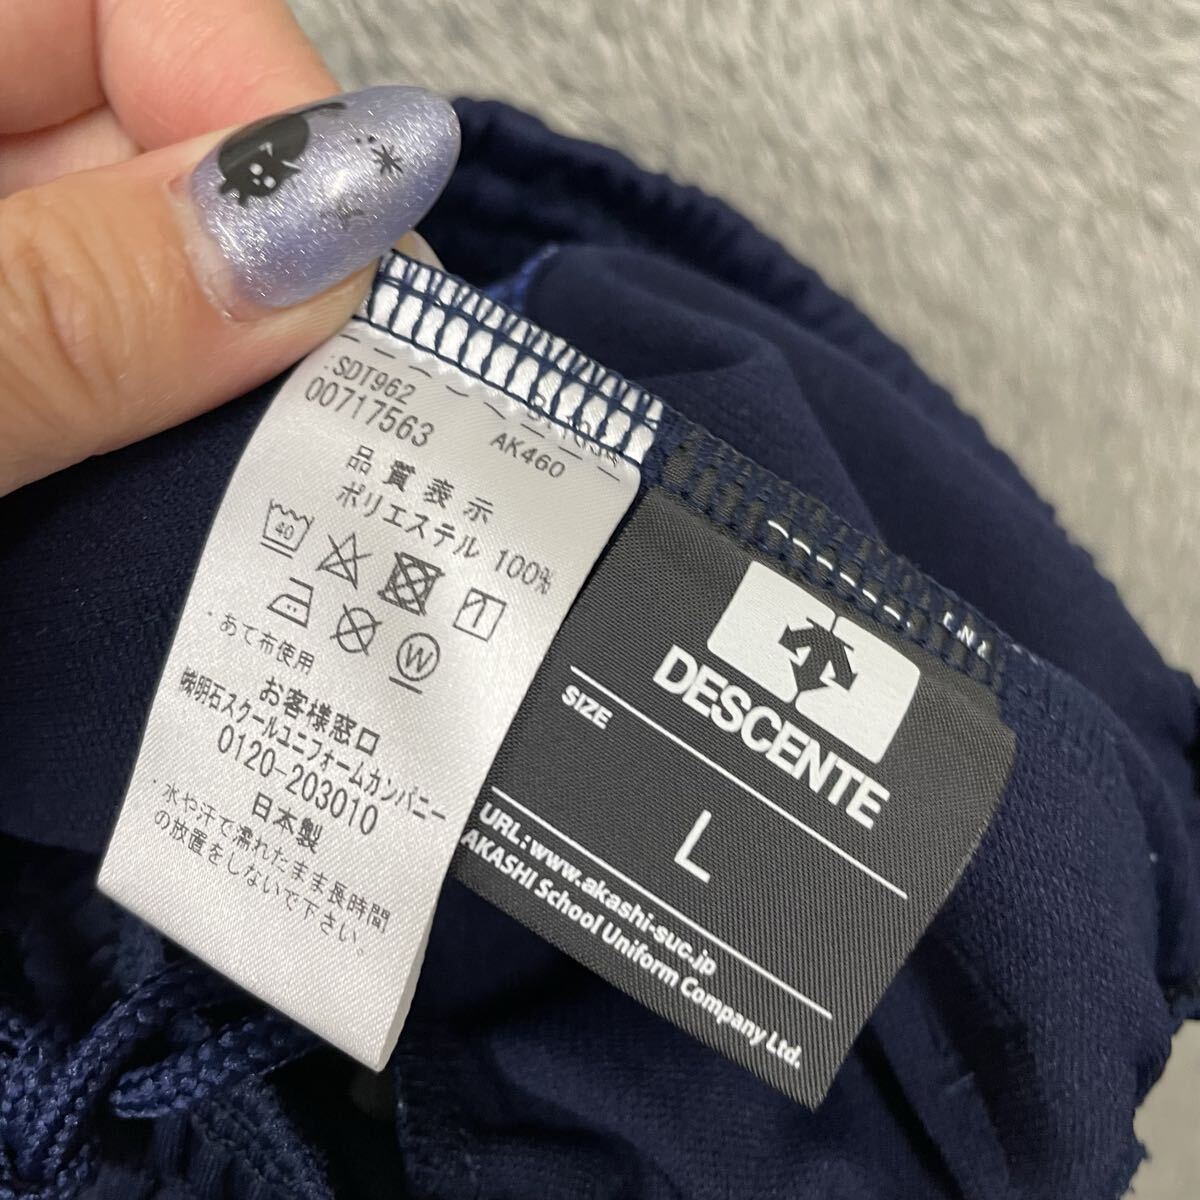 SDT962
00717563
AK460
品質表示
ポリエステル 100%
40
W
・あて布使用
お客様窓口
㈱明石スクールユニフォームカンパニー
0120-203010
日本製
・水や汗で濡れたまま長時間
の放置をしないで下さい。
DESCENTE
SIZE
L
URL:www.akashi-suc.jp
AKASHI School Uniform Company Ltd.